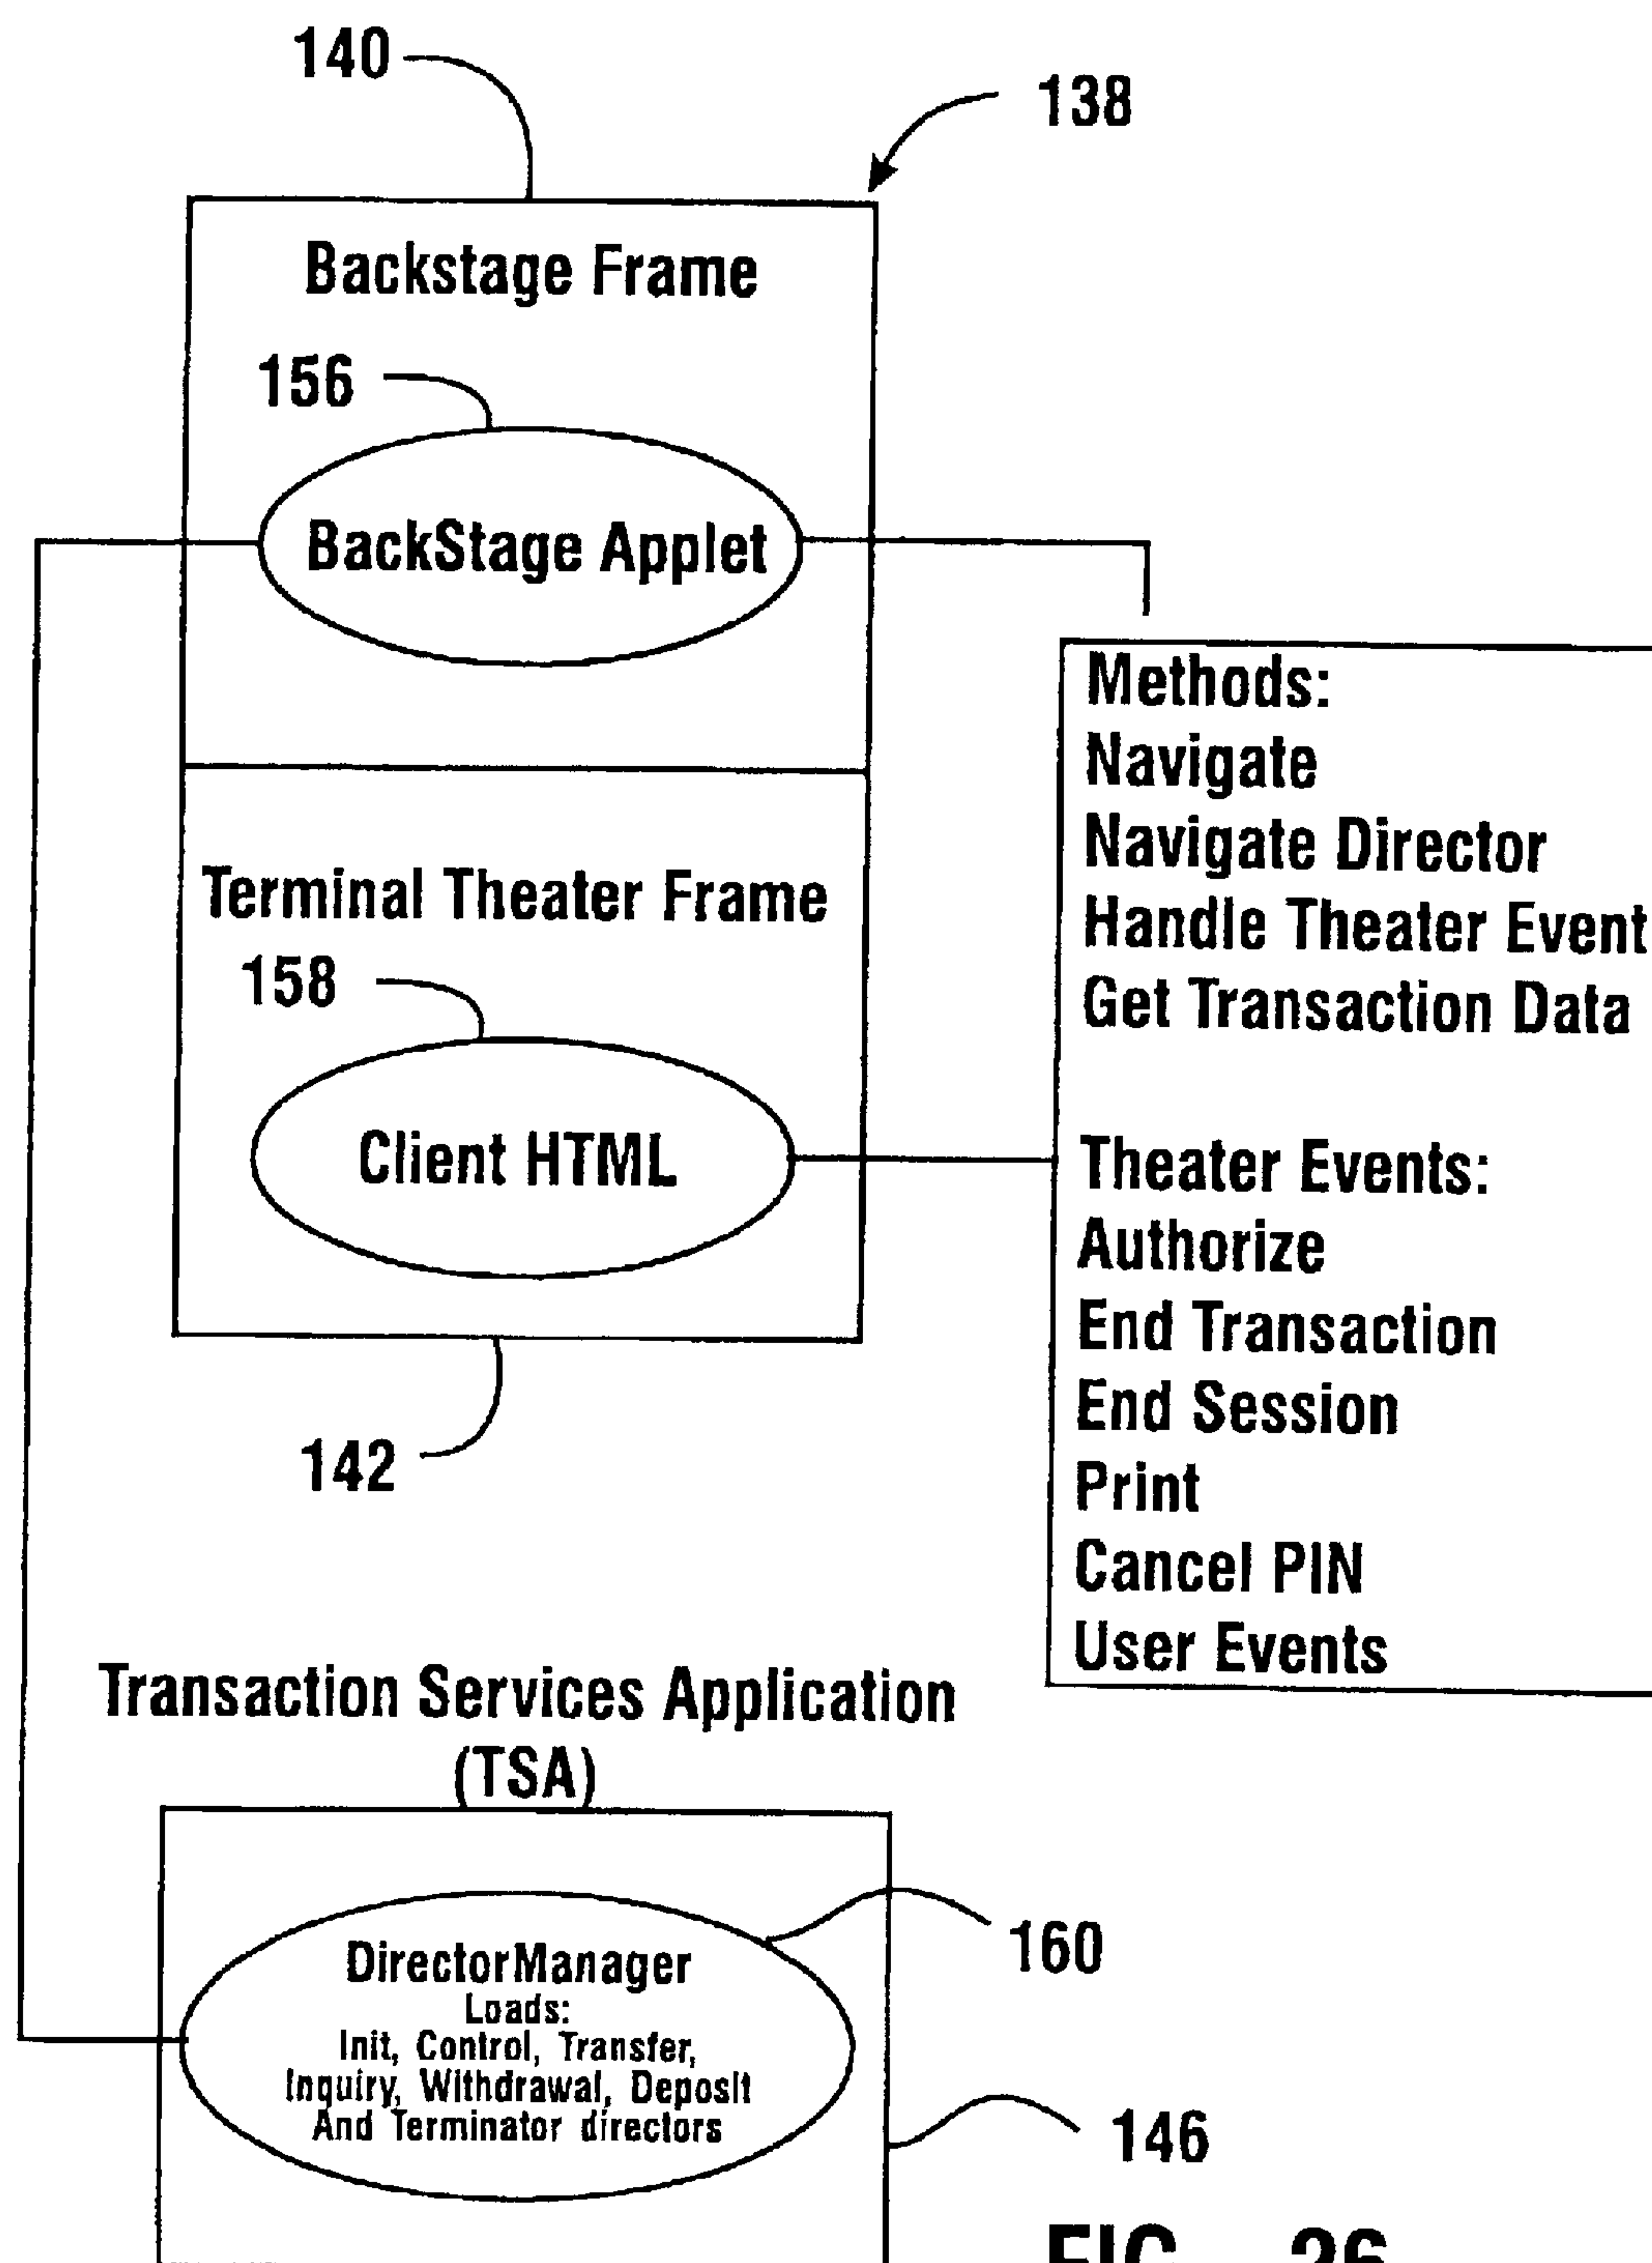 140
138
Backstage Frame
156
BackStage Applet
Methods:
Navigate
Navigate Director
Handle Theater Event
Get Transaction Data
Terminal Theater Frame
158
Client HTML
Theater Events:
Authorize
End Transaction
End Session
Print
Cancel PIN
User Events
142
Transaction Services Application
(TSA)
DirectorManager
Loads:
Init, Control, Transfer,
Inquiry, Withdrawal, Deposit
And Terminator directors
160
146
FIG. 26